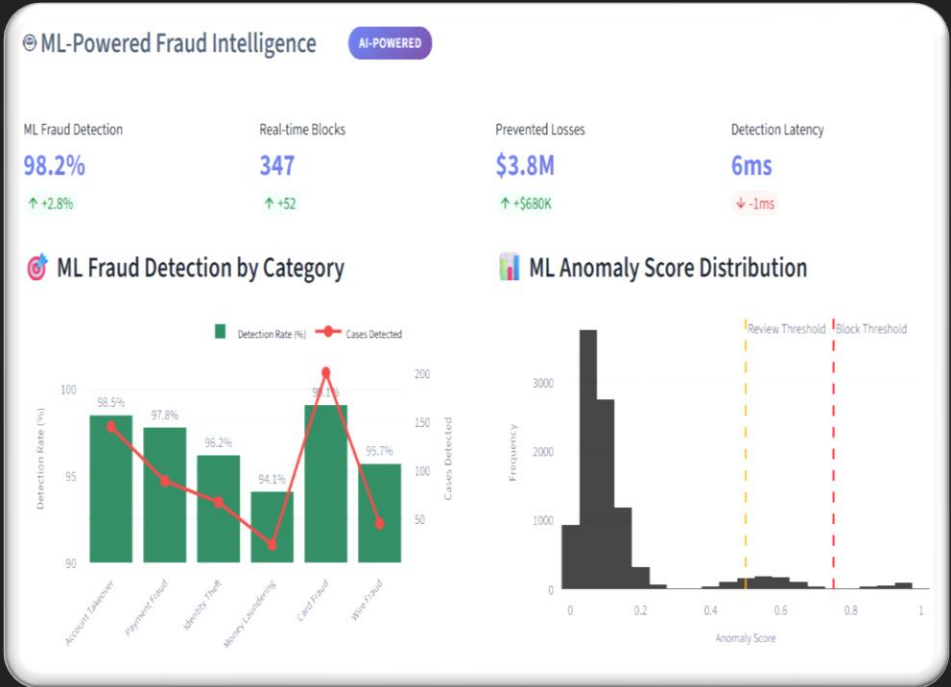 ML-Powered Fraud Intelligence
AI-POWERED
ML Fraud Detection
98.2%
↑ +2.8%
Real-time Blocks
347
↑ +52
Prevented Losses
$3.8M
↑ +$680K
Detection Latency
6ms
↓ -1ms
ML Fraud Detection by Category
Detection Rate (%)
Cases Detected
100
95
90
Detection Rate (%)
98.5%
97.8%
96.2%
94.1%
99.1%
95.7%
200
150
100
50
Cases Detected
Account Takeover
Payment Fraud
Identity Theft
Money Laundering
Card Fraud
Wire Fraud
ML Anomaly Score Distribution
Review Threshold
Block Threshold
3000
2000
1000
0
Frequency
0
0.2
0.4
0.6
0.8
1
Anomaly Score